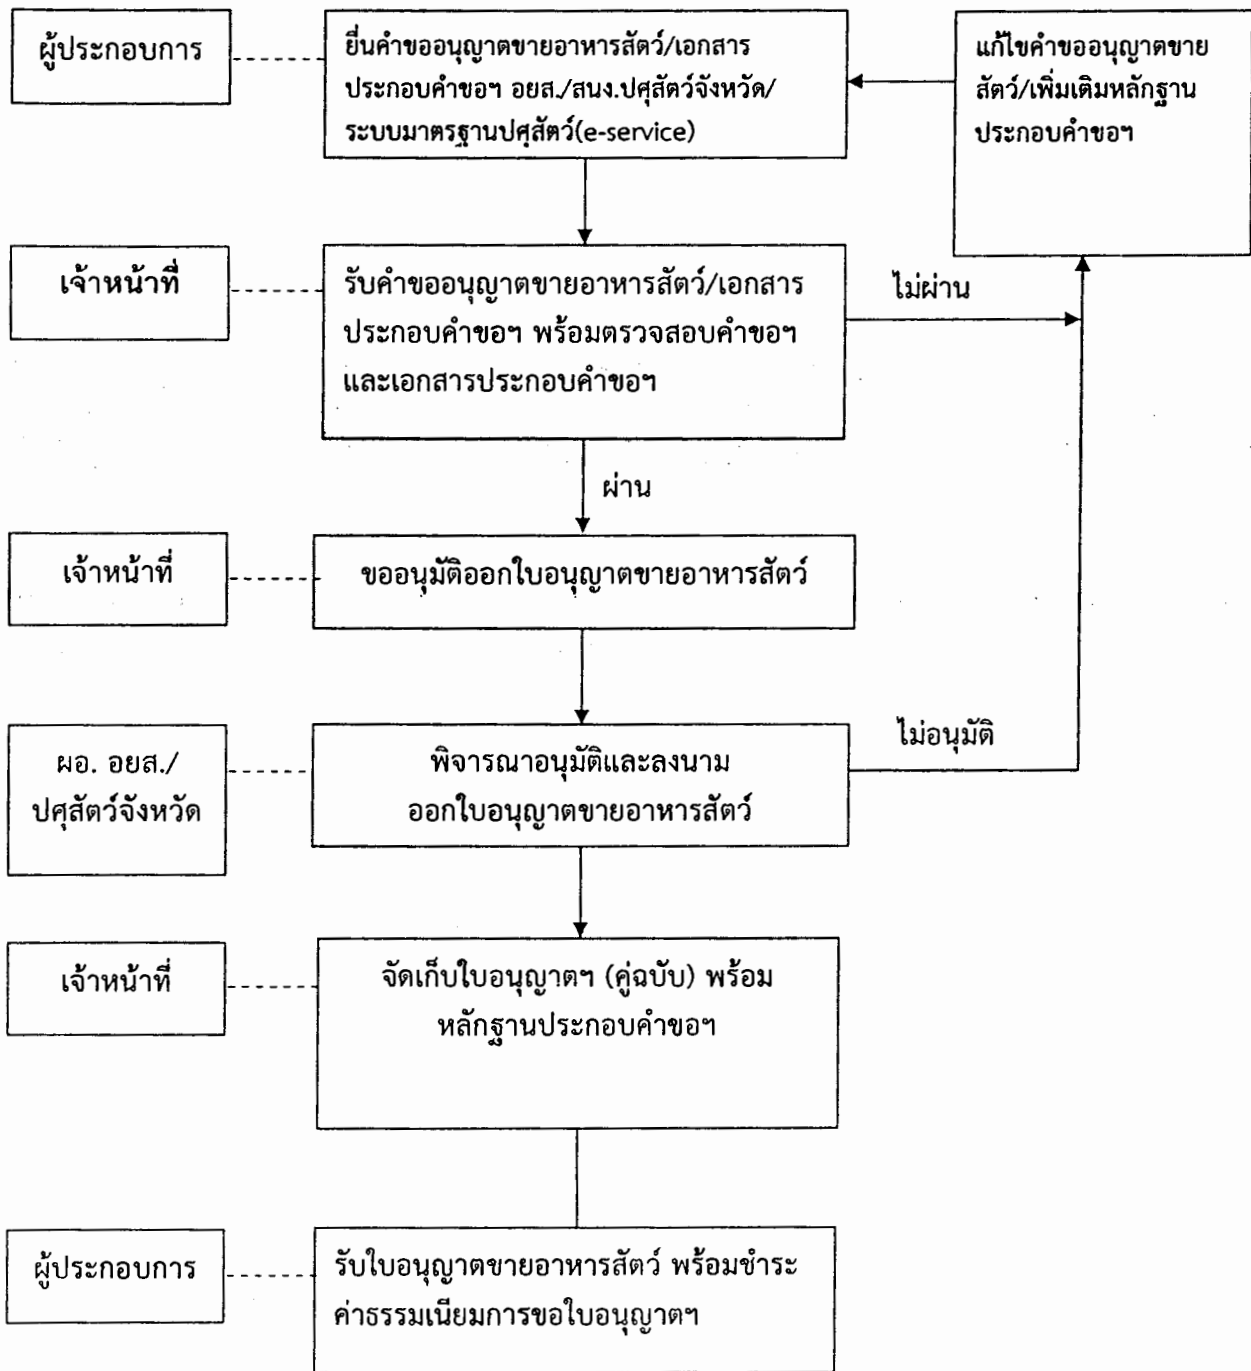 ผู้ประกอบการ
ยื่นคำขออนุญาตขายอาหารสัตว์/เอกสาร
ประกอบคำขอฯ อยส./สนง.ปศุสัตว์จังหวัด/
ระบบมาตรฐานปศุสัตว์(e-service)
แก้ไขคำขออนุญาตขาย
สัตว์/เพิ่มเติมหลักฐาน
ประกอบคำขอฯ
เจ้าหน้าที่
รับคำขออนุญาตขายอาหารสัตว์/เอกสาร
ประกอบคำขอฯ พร้อมตรวจสอบคำขอฯ
และเอกสารประกอบคำขอฯ
ไม่ผ่าน
ผ่าน
เจ้าหน้าที่
ขออนุมัติออกใบอนุญาตขายอาหารสัตว์
ผอ. อยส./
ปศุสัตว์จังหวัด
พิจารณาอนุมัติและลงนาม
ออกใบอนุญาตขายอาหารสัตว์
ไม่อนุมัติ
เจ้าหน้าที่
จัดเก็บใบอนุญาตฯ (คู่ฉบับ) พร้อม
หลักฐานประกอบคำขอฯ
ผู้ประกอบการ
รับใบอนุญาตขายอาหารสัตว์ พร้อมชำระ
ค่าธรรมเนียมการขอใบอนุญาตฯ